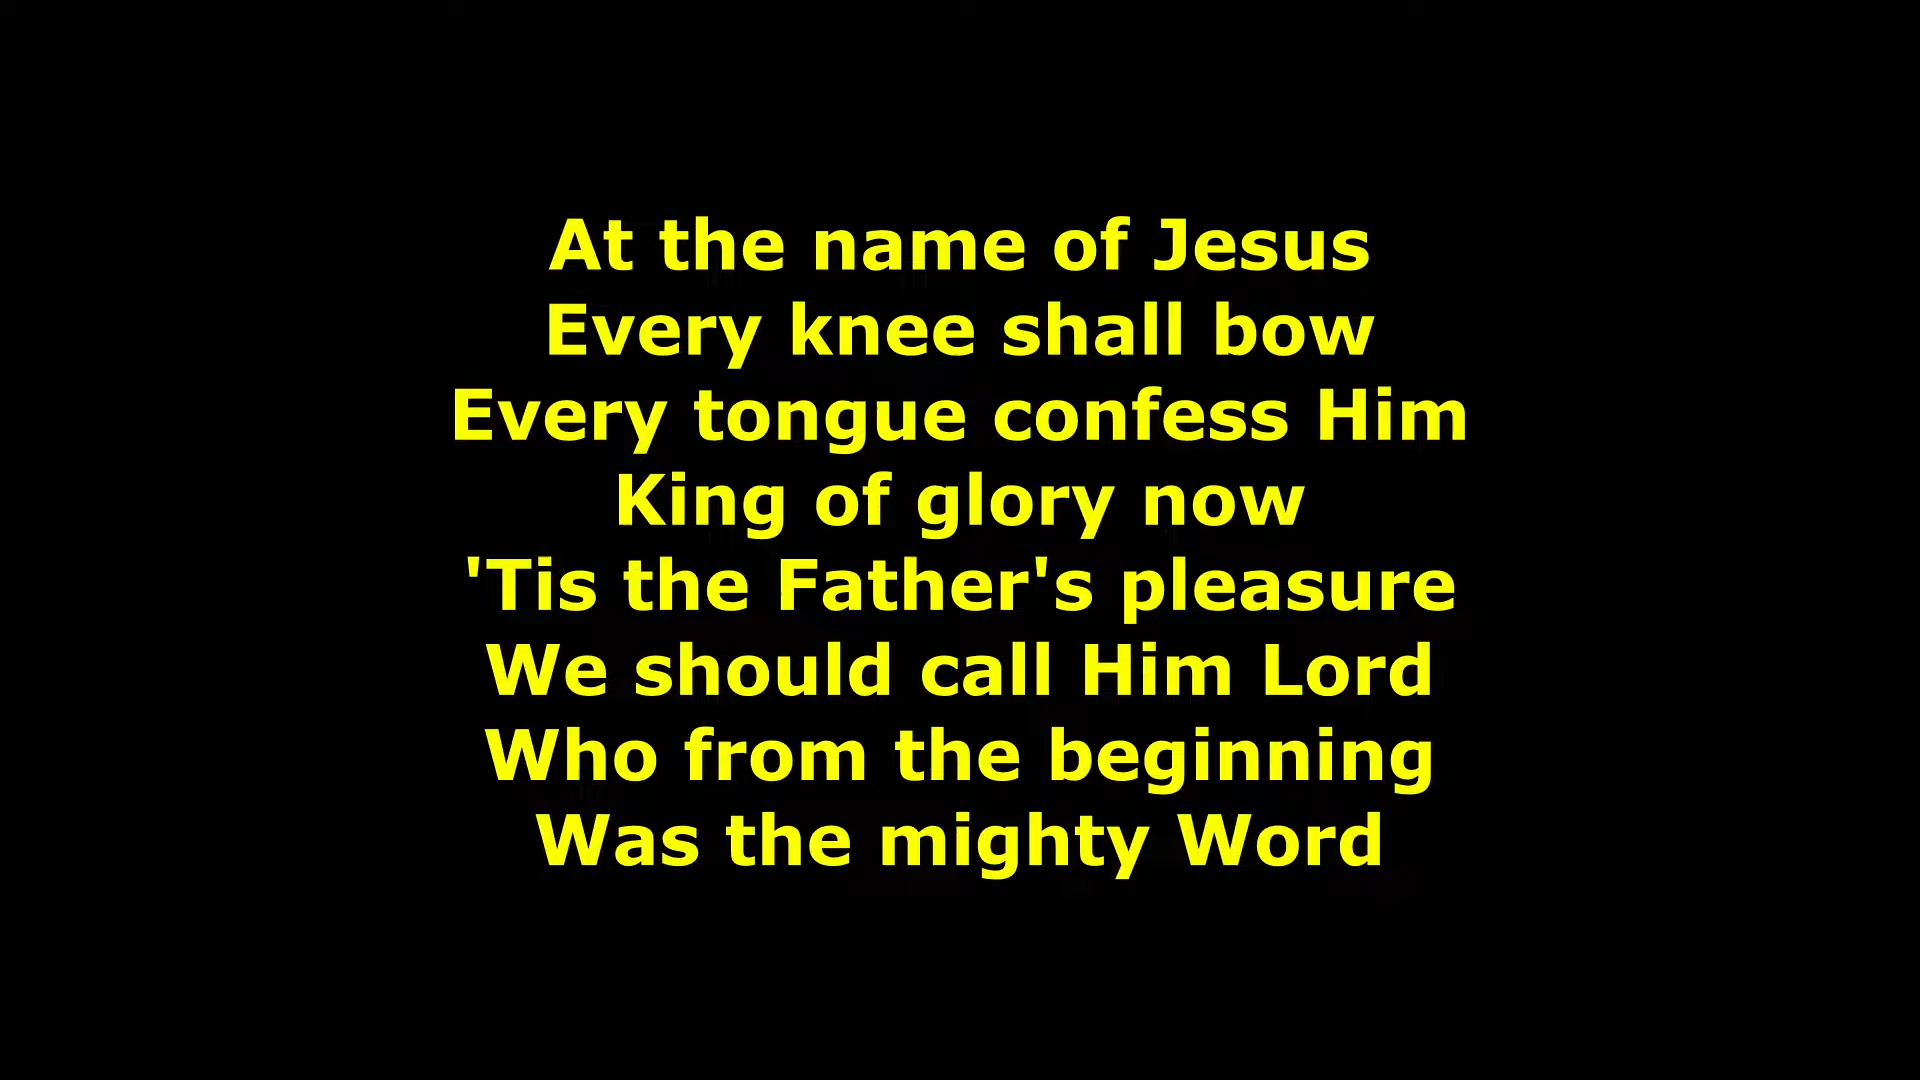 At the name of Jesus
Every knee shall bow
Every tongue confess Him
King of glory now
'Tis the Father's pleasure
We should call Him Lord
Who from the beginning
Was the mighty Word